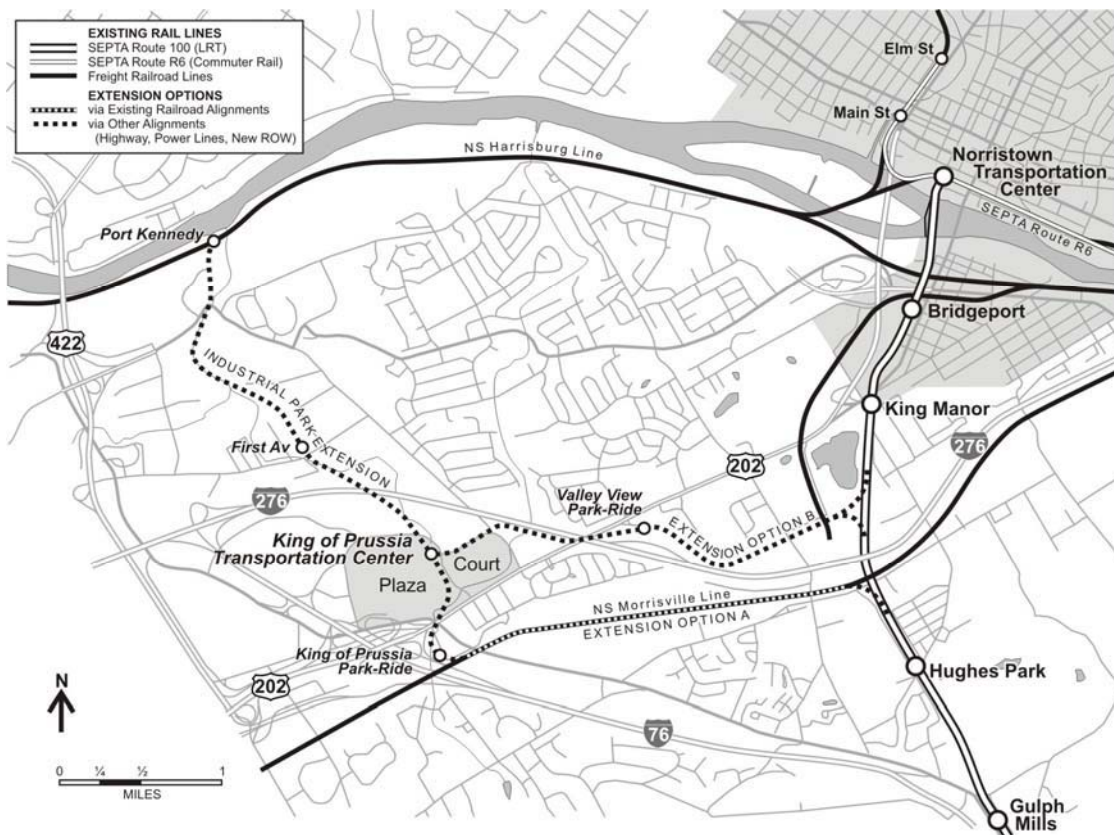 EXISTING RAIL LINES
SEPTA Route 100 (LRT)
SEPTA Route R6 (Commuter Rail)
Freight Railroad Lines
EXTENSION OPTIONS
via Existing Railroad Alignments
via Other Alignments
(Highway, Power Lines, New ROW)
Elm St
Main St
NS Harrisburg Line
Norristown
Transportation
Center
SEPTA Route R6
Port Kennedy
Bridgeport
422
INDUSTRIAL PARK EXTENSION
King Manor
First Av
276
202
276
Valley View
Park-Ride
EXTENSION OPTION B
King of Prussia
Transportation Center
Court
Plaza
NS Morrisville Line
EXTENSION OPTION A
King of Prussia
Park-Ride
Hughes Park
202
N
76
0 ¼ ½ 1
MILES
Gulph
Mills